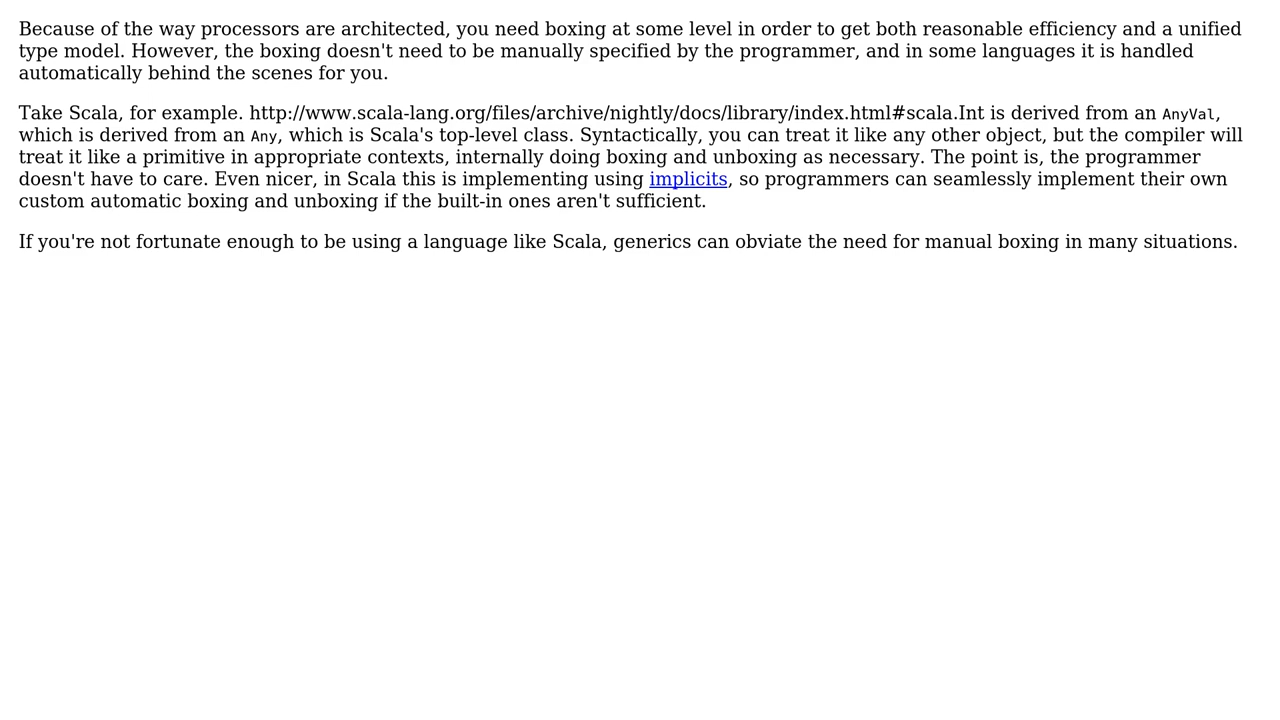 Because of the way processors are architected, you need boxing at some level in order to get both reasonable efficiency and a unified
type model. However, the boxing doesn't need to be manually specified by the programmer, and in some languages it is handled
automatically behind the scenes for you.
Take Scala, for example. http://www.scala-lang.org/files/archive/nightly/docs/library/index.html#scala.Int is derived from an AnyVal,
which is derived from an Any, which is Scala's top-level class. Syntactically, you can treat it like any other object, but the compiler will
treat it like a primitive in appropriate contexts, internally doing boxing and unboxing as necessary. The point is, the programmer
doesn't have to care. Even nicer, in Scala this is implementing using implicits, so programmers can seamlessly implement their own
custom automatic boxing and unboxing if the built-in ones aren't sufficient.
If you're not fortunate enough to be using a language like Scala, generics can obviate the need for manual boxing in many situations.